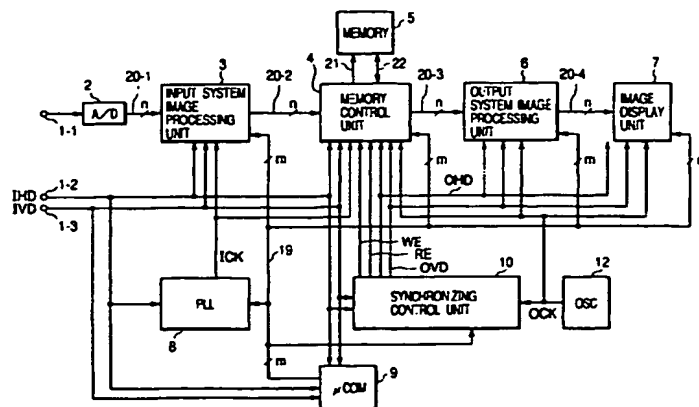 5
MEMORY
21
22
20-1
3
20-2
4
20-3
6
20-4
7
2
A/D
n
INPUT SYSTEM
IMAGE
PROCESSING
UNIT
n
MEMORY
CONTROL
UNIT
n
OUTPUT
SYSTEM IMAGE
PROCESSING
UNIT
n
IMAGE
DISPLAY
UNIT
1-1
m
m
m
IHD
1-2
IVD
1-3
OHD
ICK
19
WE
RE
OVD
10
12
PLL
SYNCHRONIZING
CONTROL UNIT
OCK
OSC
8
m
μCOM
9